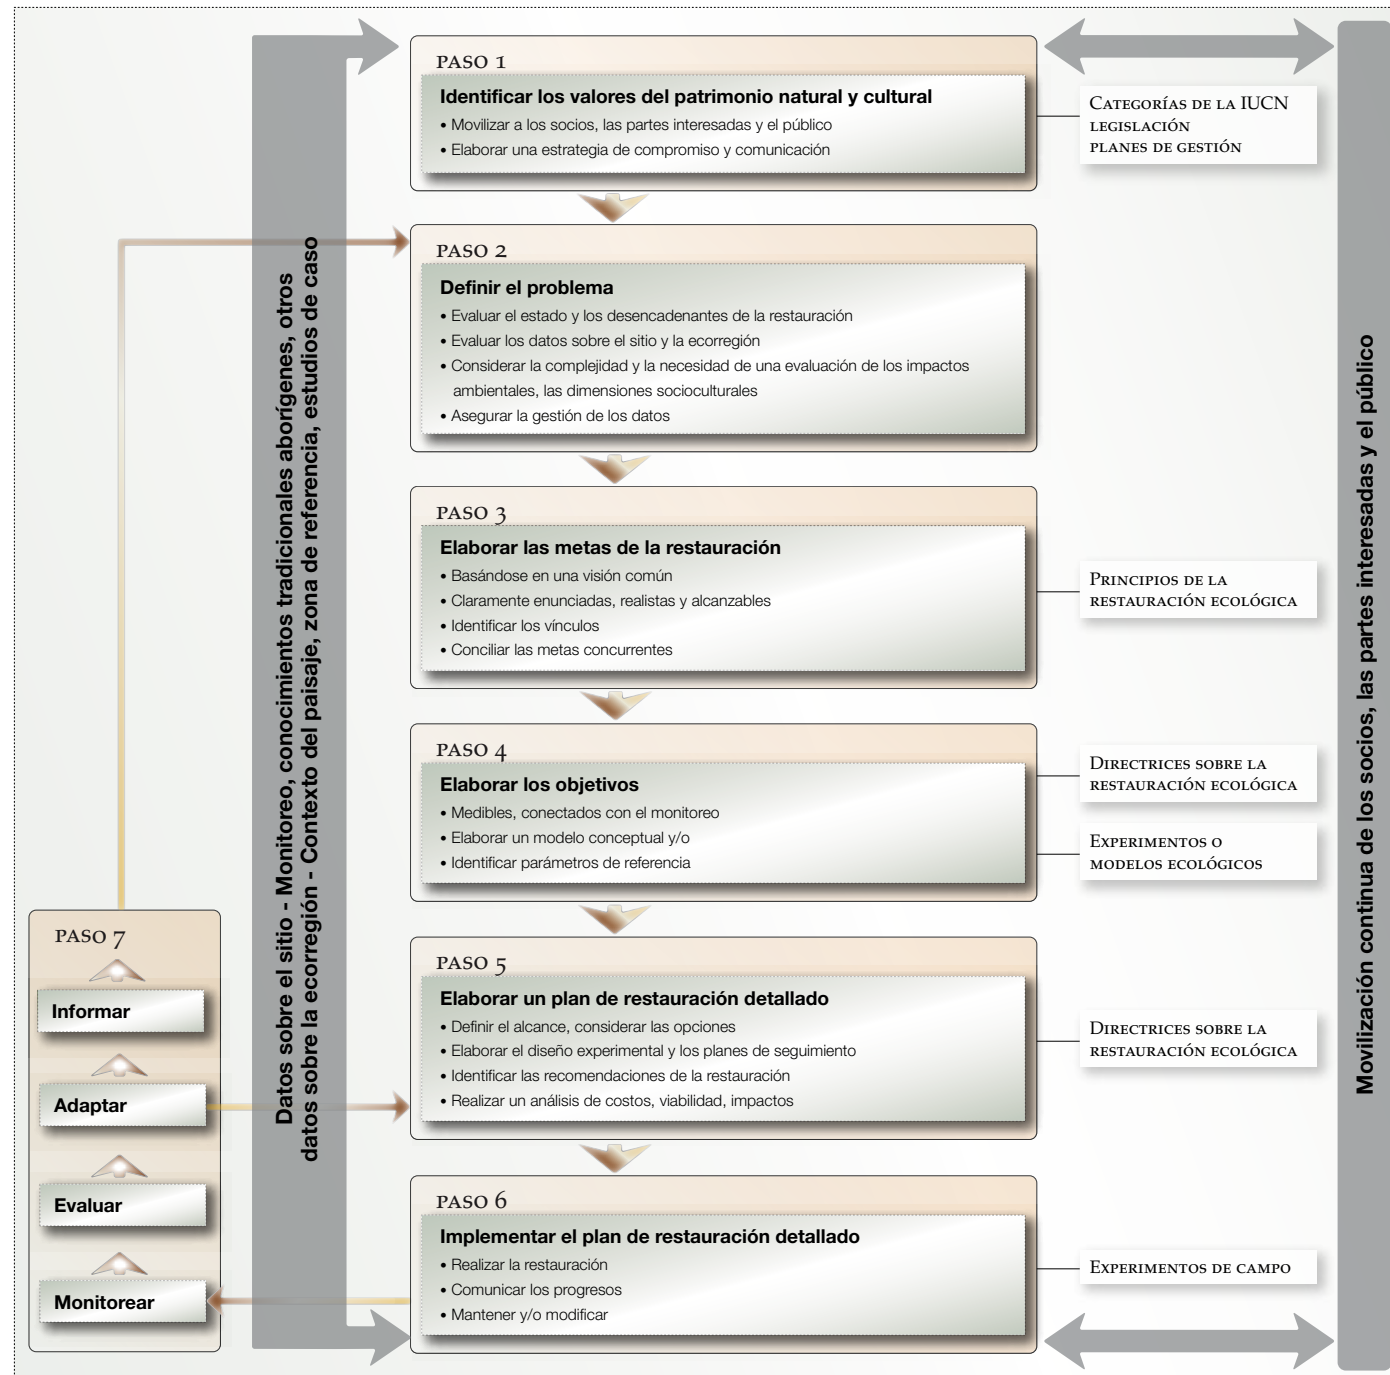 PASO 1
Identificar los valores del patrimonio natural y cultural
• Movilizar a los socios, las partes interesadas y el público
• Elaborar una estrategia de compromiso y comunicación
CATEGORÍAS DE LA IUCN
LEGISLACIÓN
PLANES DE GESTIÓN
PASO 2
Definir el problema
• Evaluar el estado y los desencadenantes de la restauración
• Evaluar los datos sobre el sitio y la ecorregión
• Considerar la complejidad y la necesidad de una evaluación de los impactos
ambientales, las dimensiones socioculturales
• Asegurar la gestión de los datos
PASO 3
Elaborar las metas de la restauración
• Basándose en una visión común
• Claramente enunciadas, realistas y alcanzables
• Identificar los vínculos
• Conciliar las metas concurrentes
PRINCIPIOS DE LA
RESTAURACIÓN ECOLÓGICA
PASO 4
Elaborar los objetivos
• Medibles, conectados con el monitoreo
• Elaborar un modelo conceptual y/o
• Identificar parámetros de referencia
DIRECTRICES SOBRE LA
RESTAURACIÓN ECOLÓGICA
EXPERIMENTOS O
MODELOS ECOLÓGICOS
PASO 5
Elaborar un plan de restauración detallado
• Definir el alcance, considerar las opciones
• Elaborar el diseño experimental y los planes de seguimiento
• Identificar las recomendaciones de la restauración
• Realizar un análisis de costos, viabilidad, impactos
DIRECTRICES SOBRE LA
RESTAURACIÓN ECOLÓGICA
PASO 6
Implementar el plan de restauración detallado
• Realizar la restauración
• Comunicar los progresos
• Mantener y/o modificar
EXPERIMENTOS DE CAMPO
PASO 7
Informar
Adaptar
Evaluar
Monitorear
Datos sobre el sitio - Monitoreo, conocimientos tradicionales aborígenes, otros
datos sobre la ecorregión - Contexto del paisaje, zona de referencia, estudios de caso
Movilización continua de los socios, las partes interesadas y el público